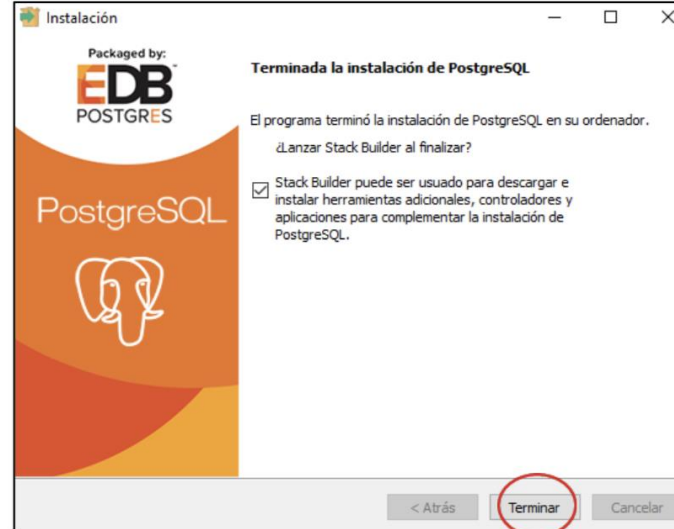 Instalación
Packaged by:
EDB
POSTGRES
PostgreSQL
Terminada la instalación de PostgreSQL
El programa terminó la instalación de PostgreSQL en su ordenador.
¿Lanzar Stack Builder al finalizar?
Stack Builder puede ser usado para descargar e
instalar herramientas adicionales, controladores y
aplicaciones para complementar la instalación de
PostgreSQL.
< Atrás
Terminar
Cancelar